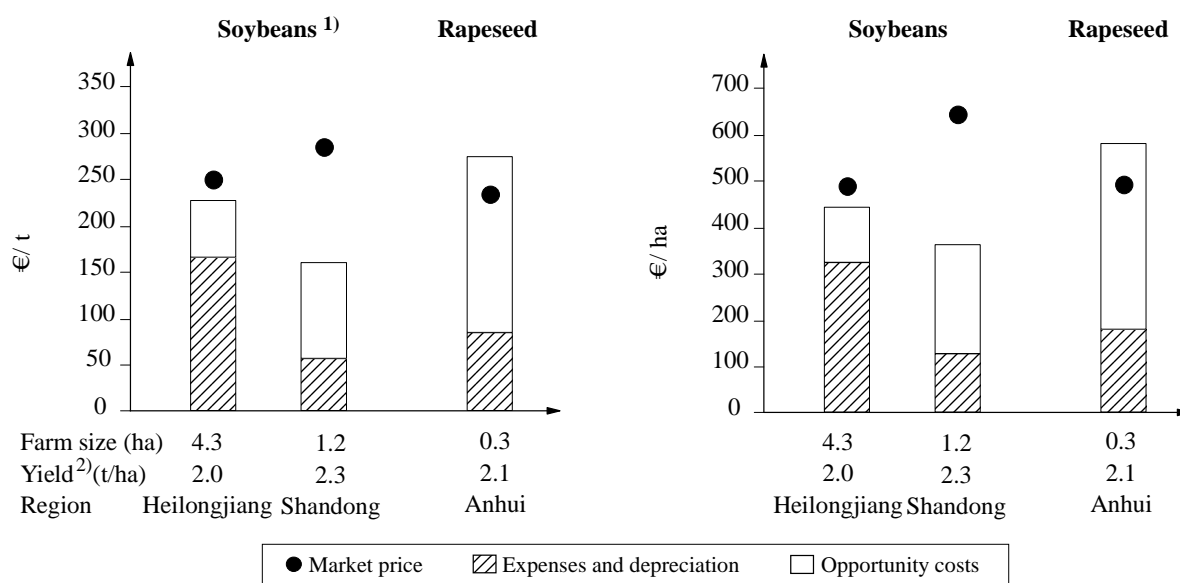 Soybeans 1) Rapeseed
€/ t
350
300
250
200
150
100
50
0
Soybeans Rapeseed
€/ ha
700
600
500
400
300
200
100
0
Farm size (ha) 4.3 1.2 0.3 4.3 1.2 0.3
Yield2)(t/ha) 2.0 2.3 2.1 2.0 2.3 2.1
Region Heilongjiang Shandong Anhui Heilongjiang Shandong Anhui
Market price Expenses and depreciation Opportunity costs